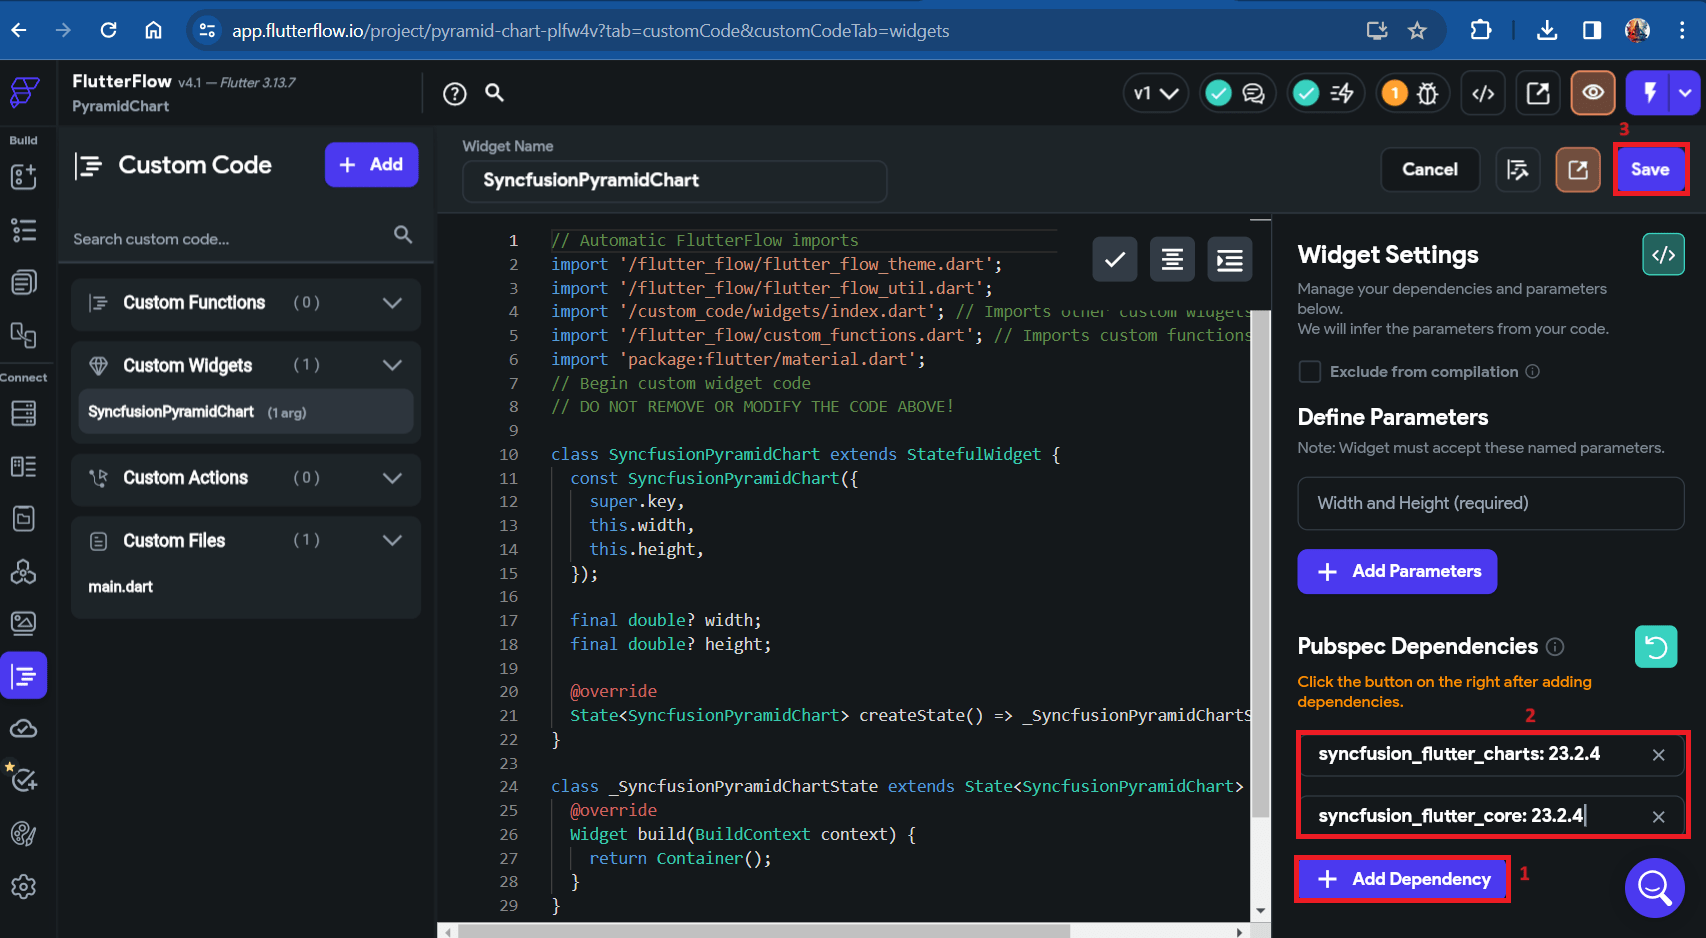 app.flutterflow.io/project/pyramid-chart-plfw4v?tab=customCode&customCodeTab=widgets
FlutterFlow v4.1 — Flutter 3.13.7
PyramidChart
v1
1
3
Build
Connect
Custom Code
+ Add
Search custom code...
Custom Functions (0)
Custom Widgets (1)
SyncfusionPyramidChart (1 arg)
Custom Actions (0)
Custom Files (1)
main.dart
Widget Name
SyncfusionPyramidChart
Cancel
Save
1 // Automatic FlutterFlow imports
2 import '/flutter_flow/flutter_flow_theme.dart';
3 import '/flutter_flow/flutter_flow_util.dart';
4 import '/custom_code/widgets/index.dart'; // Imports other custom widgets
5 import '/flutter_flow/custom_functions.dart'; // Imports custom functions
6 import 'package:flutter/material.dart';
7 // Begin custom widget code
8 // DO NOT REMOVE OR MODIFY THE CODE ABOVE!
9
10 class SyncfusionPyramidChart extends StatefulWidget {
11 const SyncfusionPyramidChart({
12 super.key,
13 this.width,
14 this.height,
15 });
16
17 final double? width;
18 final double? height;
19
20 @override
21 State<SyncfusionPyramidChart> createState() => _SyncfusionPyramidChartS
22 }
23
24 class _SyncfusionPyramidChartState extends State<SyncfusionPyramidChart>
25 @override
26 Widget build(BuildContext context) {
27 return Container();
28 }
29 }
Widget Settings
Manage your dependencies and parameters
below.
We will infer the parameters from your code.
Exclude from compilation
Define Parameters
Note: Widget must accept these named parameters.
Width and Height (required)
+ Add Parameters
Pubspec Dependencies
Click the button on the right after adding
dependencies.
2
syncfusion_flutter_charts: 23.2.4
syncfusion_flutter_core: 23.2.4
+ Add Dependency
1